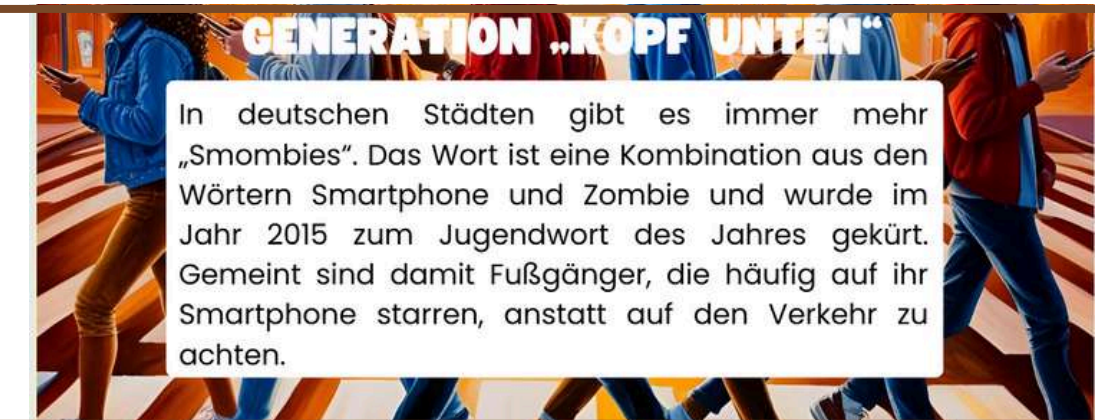 GENERATION „KOPF UNTEN“
In deutschen Städten gibt es immer mehr
„Smombies“. Das Wort ist eine Kombination aus den
Wörtern Smartphone und Zombie und wurde im
Jahr 2015 zum Jugendwort des Jahres gekürt.
Gemeint sind damit Fußgänger, die häufig auf ihr
Smartphone starren, anstatt auf den Verkehr zu
achten.